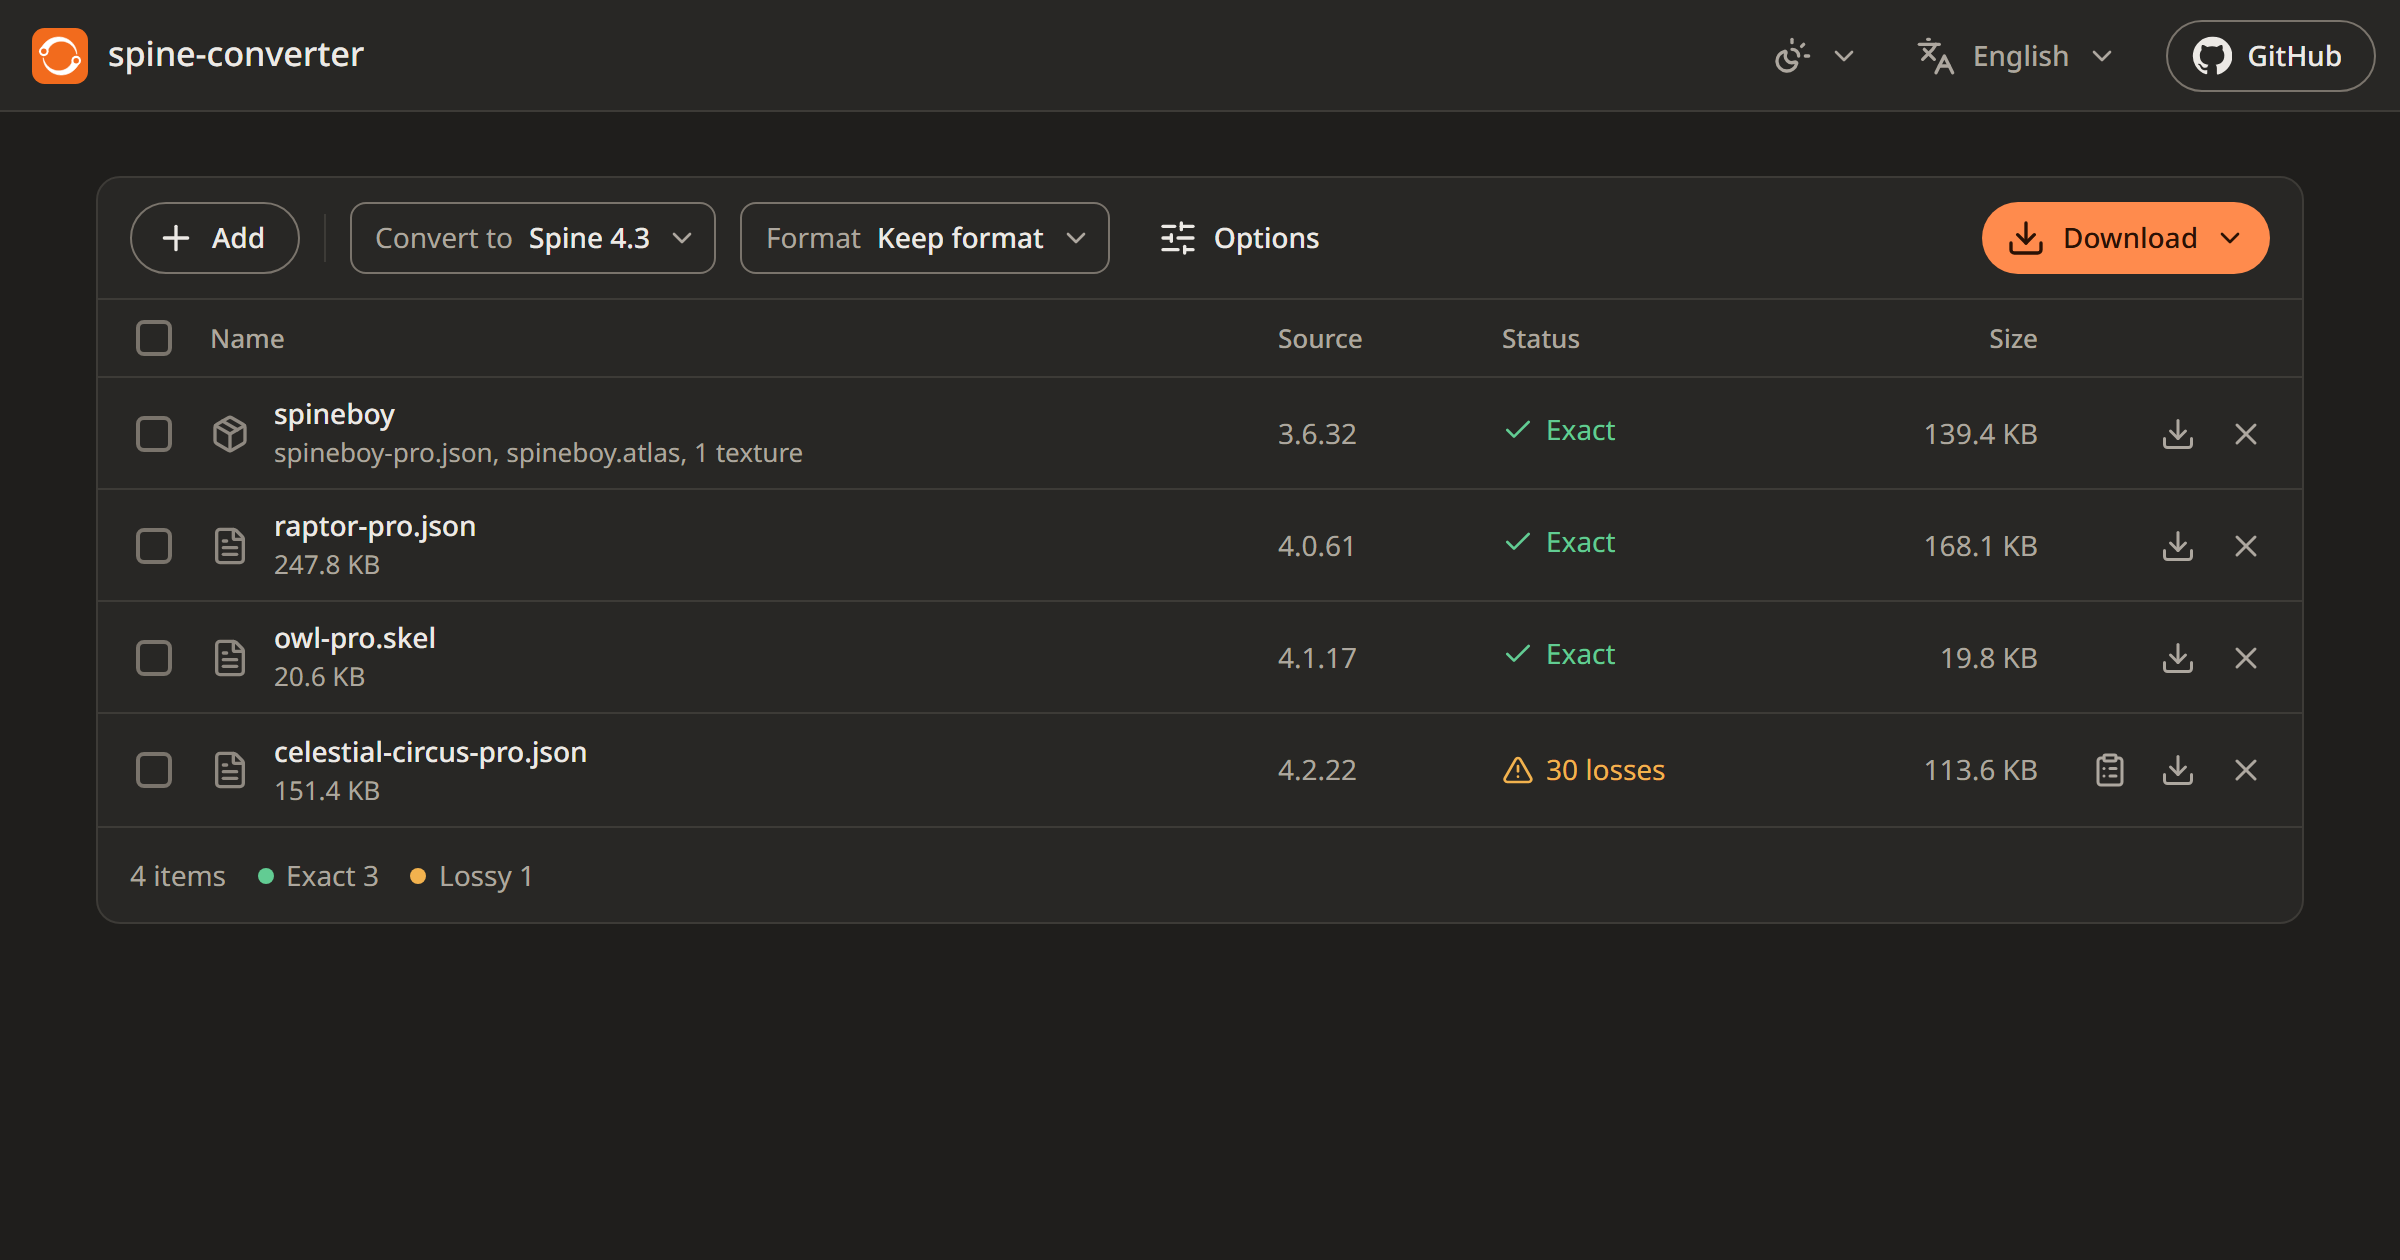 spine-converter English GitHub
Add Convert to Spine 4.3 Format Keep format Options Download
Name Source Status Size
spineboy
spineboy-pro.json, spineboy.atlas, 1 texture
3.6.32 Exact 139.4 KB
raptor-pro.json
247.8 KB
4.0.61 Exact 168.1 KB
owl-pro.skel
20.6 KB
4.1.17 Exact 19.8 KB
celestial-circus-pro.json
151.4 KB
4.2.22 30 losses 113.6 KB
4 items Exact 3 Lossy 1